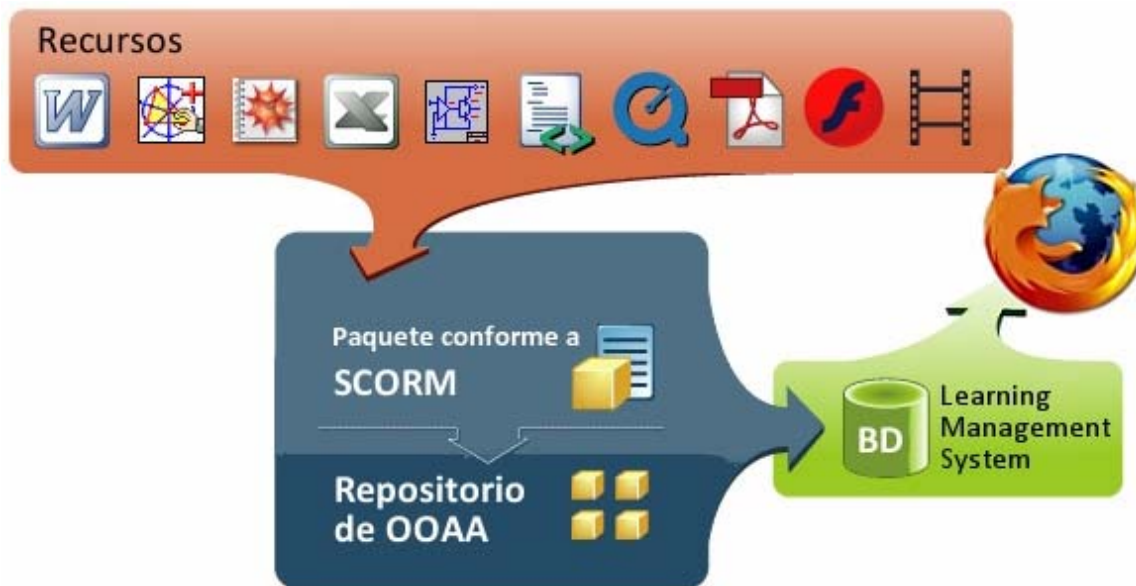 Recursos
Paquete conforme a
SCORM
Repositorio
de OOAA
BD
Learning
Management
System